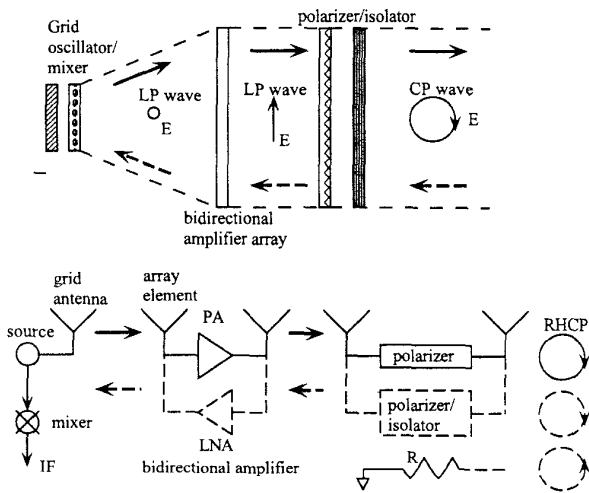 polarizer/isolator
Grid
oscillator/
mixer
LP wave
E
LP wave
E
CP wave
E
bidirectional
amplifier array
grid
antenna
array
element
source
PA
RHCP
polarizer
mixer
polarizer/
isolator
LNA
R
IF
bidirectional amplifier